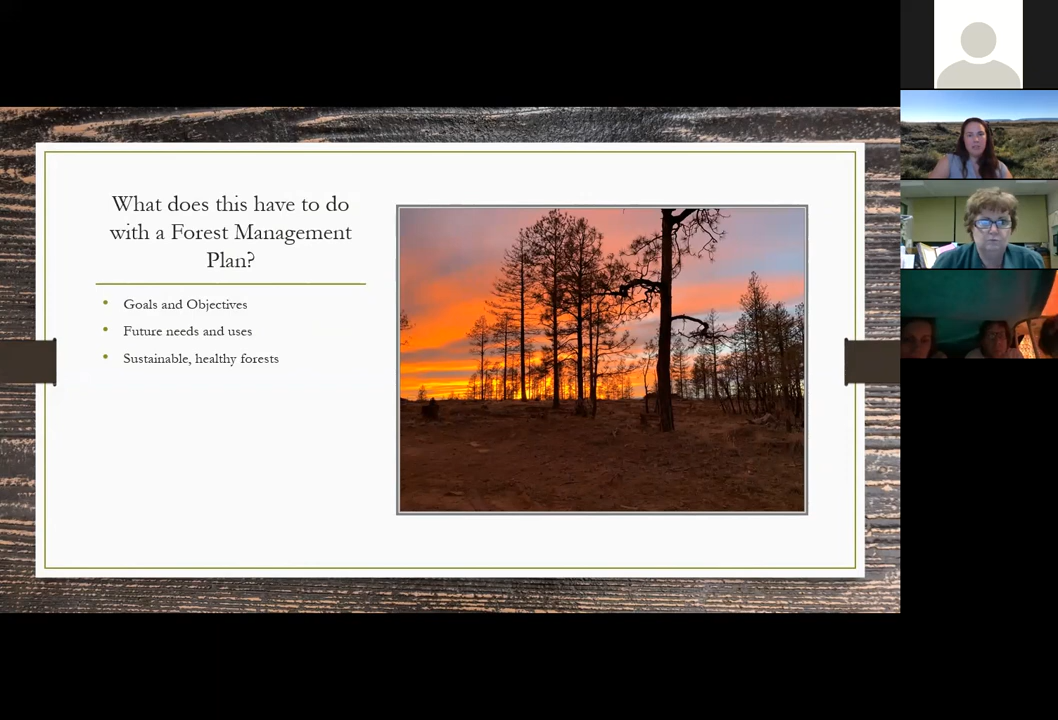 What does this have to do
with a Forest Management
Plan?
• Goals and Objectives
• Future needs and uses
• Sustainable, healthy forests